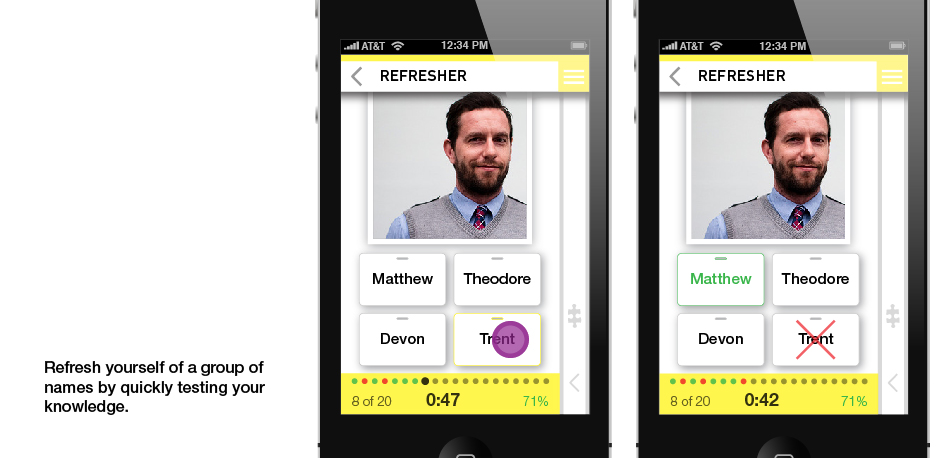 AT&T 12:34 PM
REFRESHER
Matthew Theodore
Devon Trent
8 of 20 0:47 71%
AT&T 12:34 PM
REFRESHER
Matthew Theodore
Devon Trent
8 of 20 0:42 71%
Refresh yourself of a group of
names by quickly testing your
knowledge.